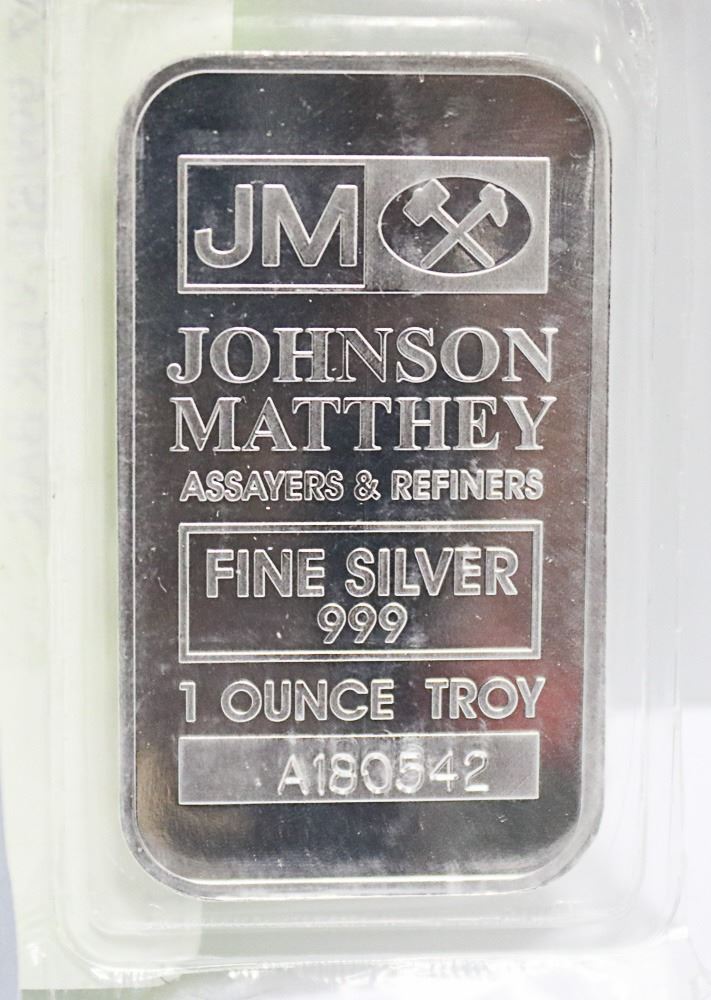 JM
JOHNSON
MATTHEY
ASSAYERS & REFINERS
FINE SILVER
999
1 OUNCE TROY
A180542